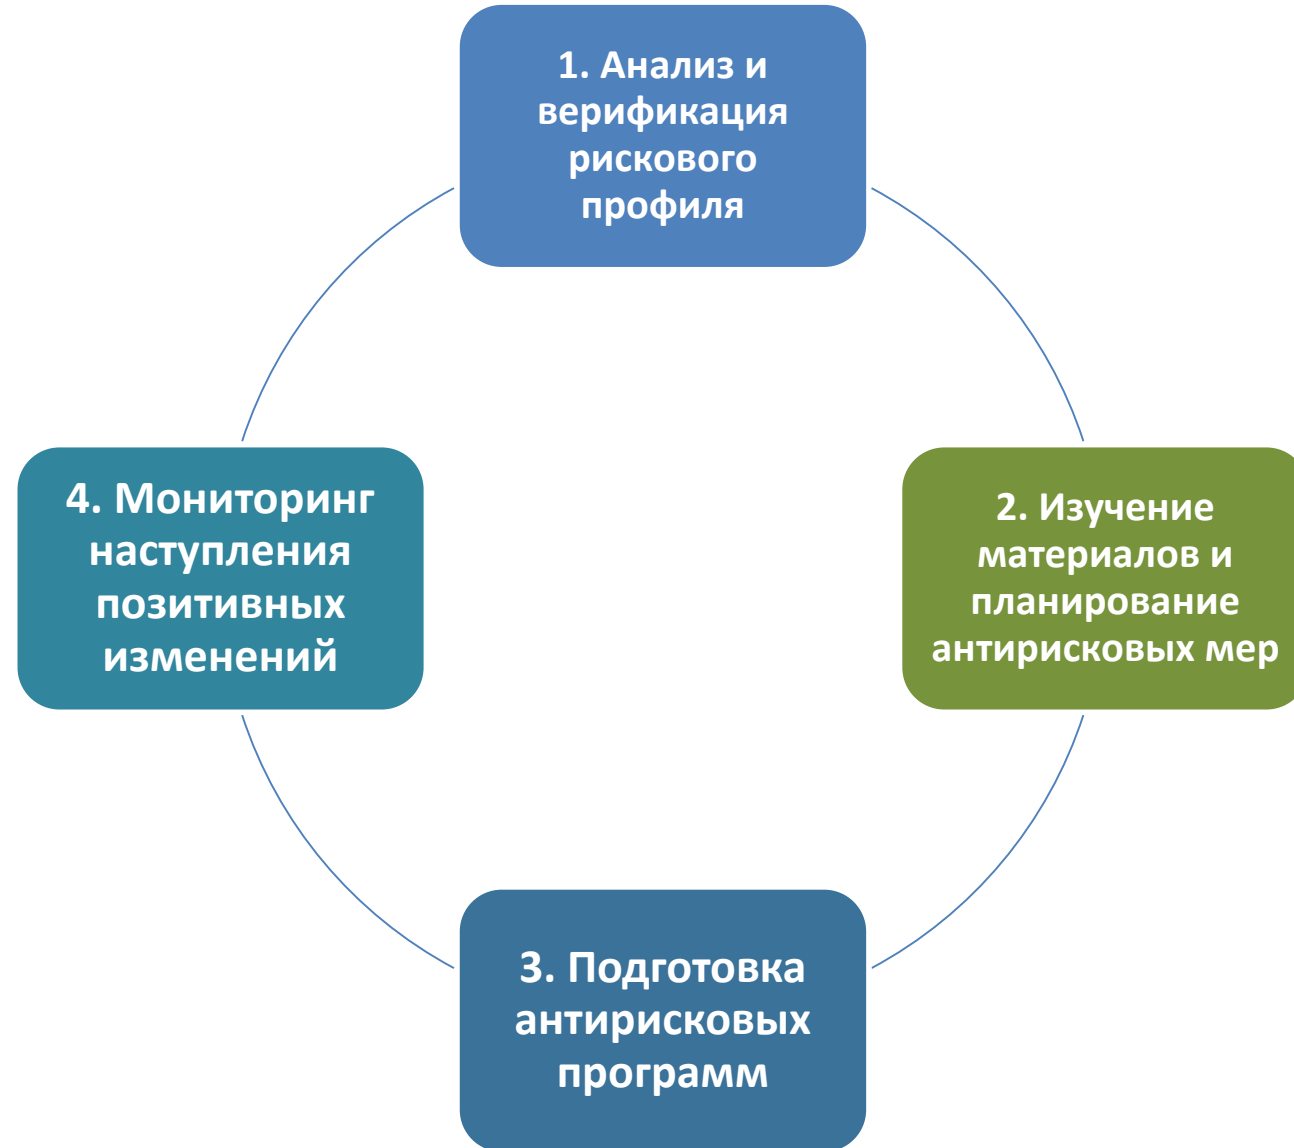 1. Анализ и
верификация
рискового
профиля
2. Изучение
материалов и
планирование
антирисковых мер
3. Подготовка
антирисковых
программ
4. Мониторинг
наступления
позитивных
изменений